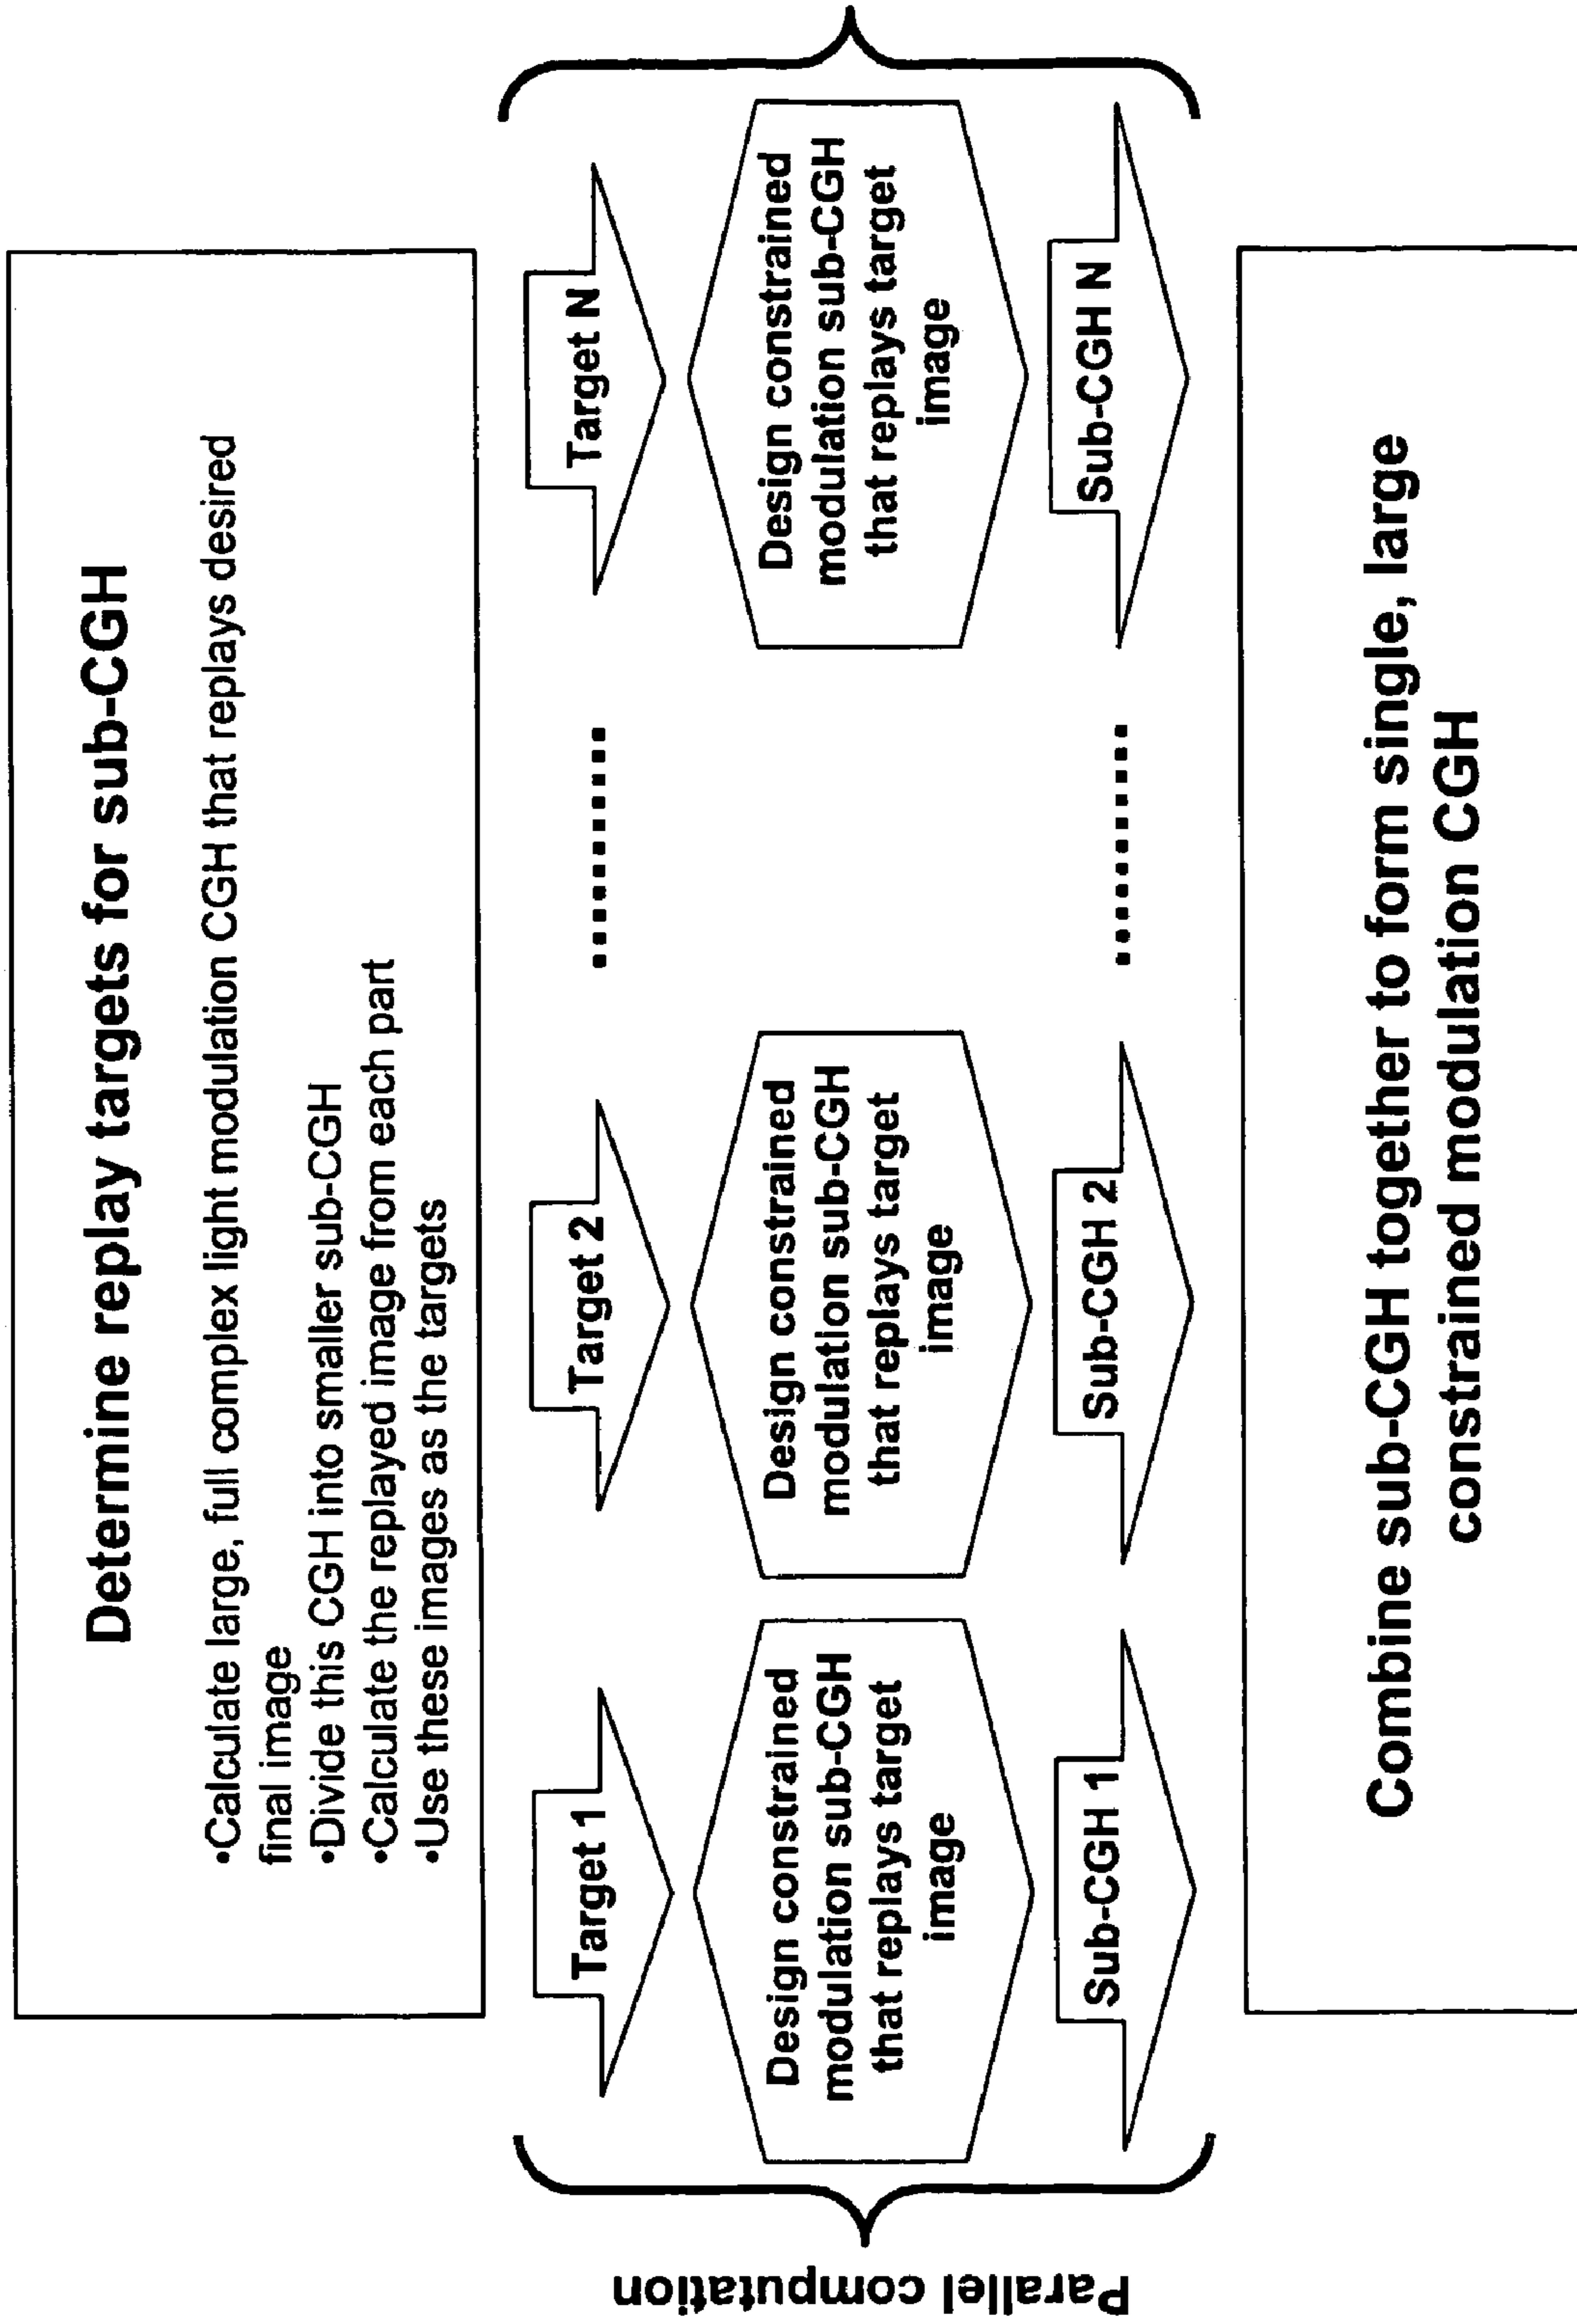 Determine replay targets for sub-CGH
•Calculate large, full complex light modulation CGH that replays desired
final image
•Divide this CGH into smaller sub-CGH
•Calculate the replayed image from each part
•Use these images as the targets
Parallel computation
Target 1
Design constrained
modulation sub-CGH
that replays target
image
Sub-CGH 1
Target 2
Design constrained
modulation sub-CGH
that replays target
image
Sub-CGH 2
..........
..........
Target N
Design constrained
modulation sub-CGH
that replays target
image
Sub-CGH N
Combine sub-CGH together to form single, large
constrained modulation CGH